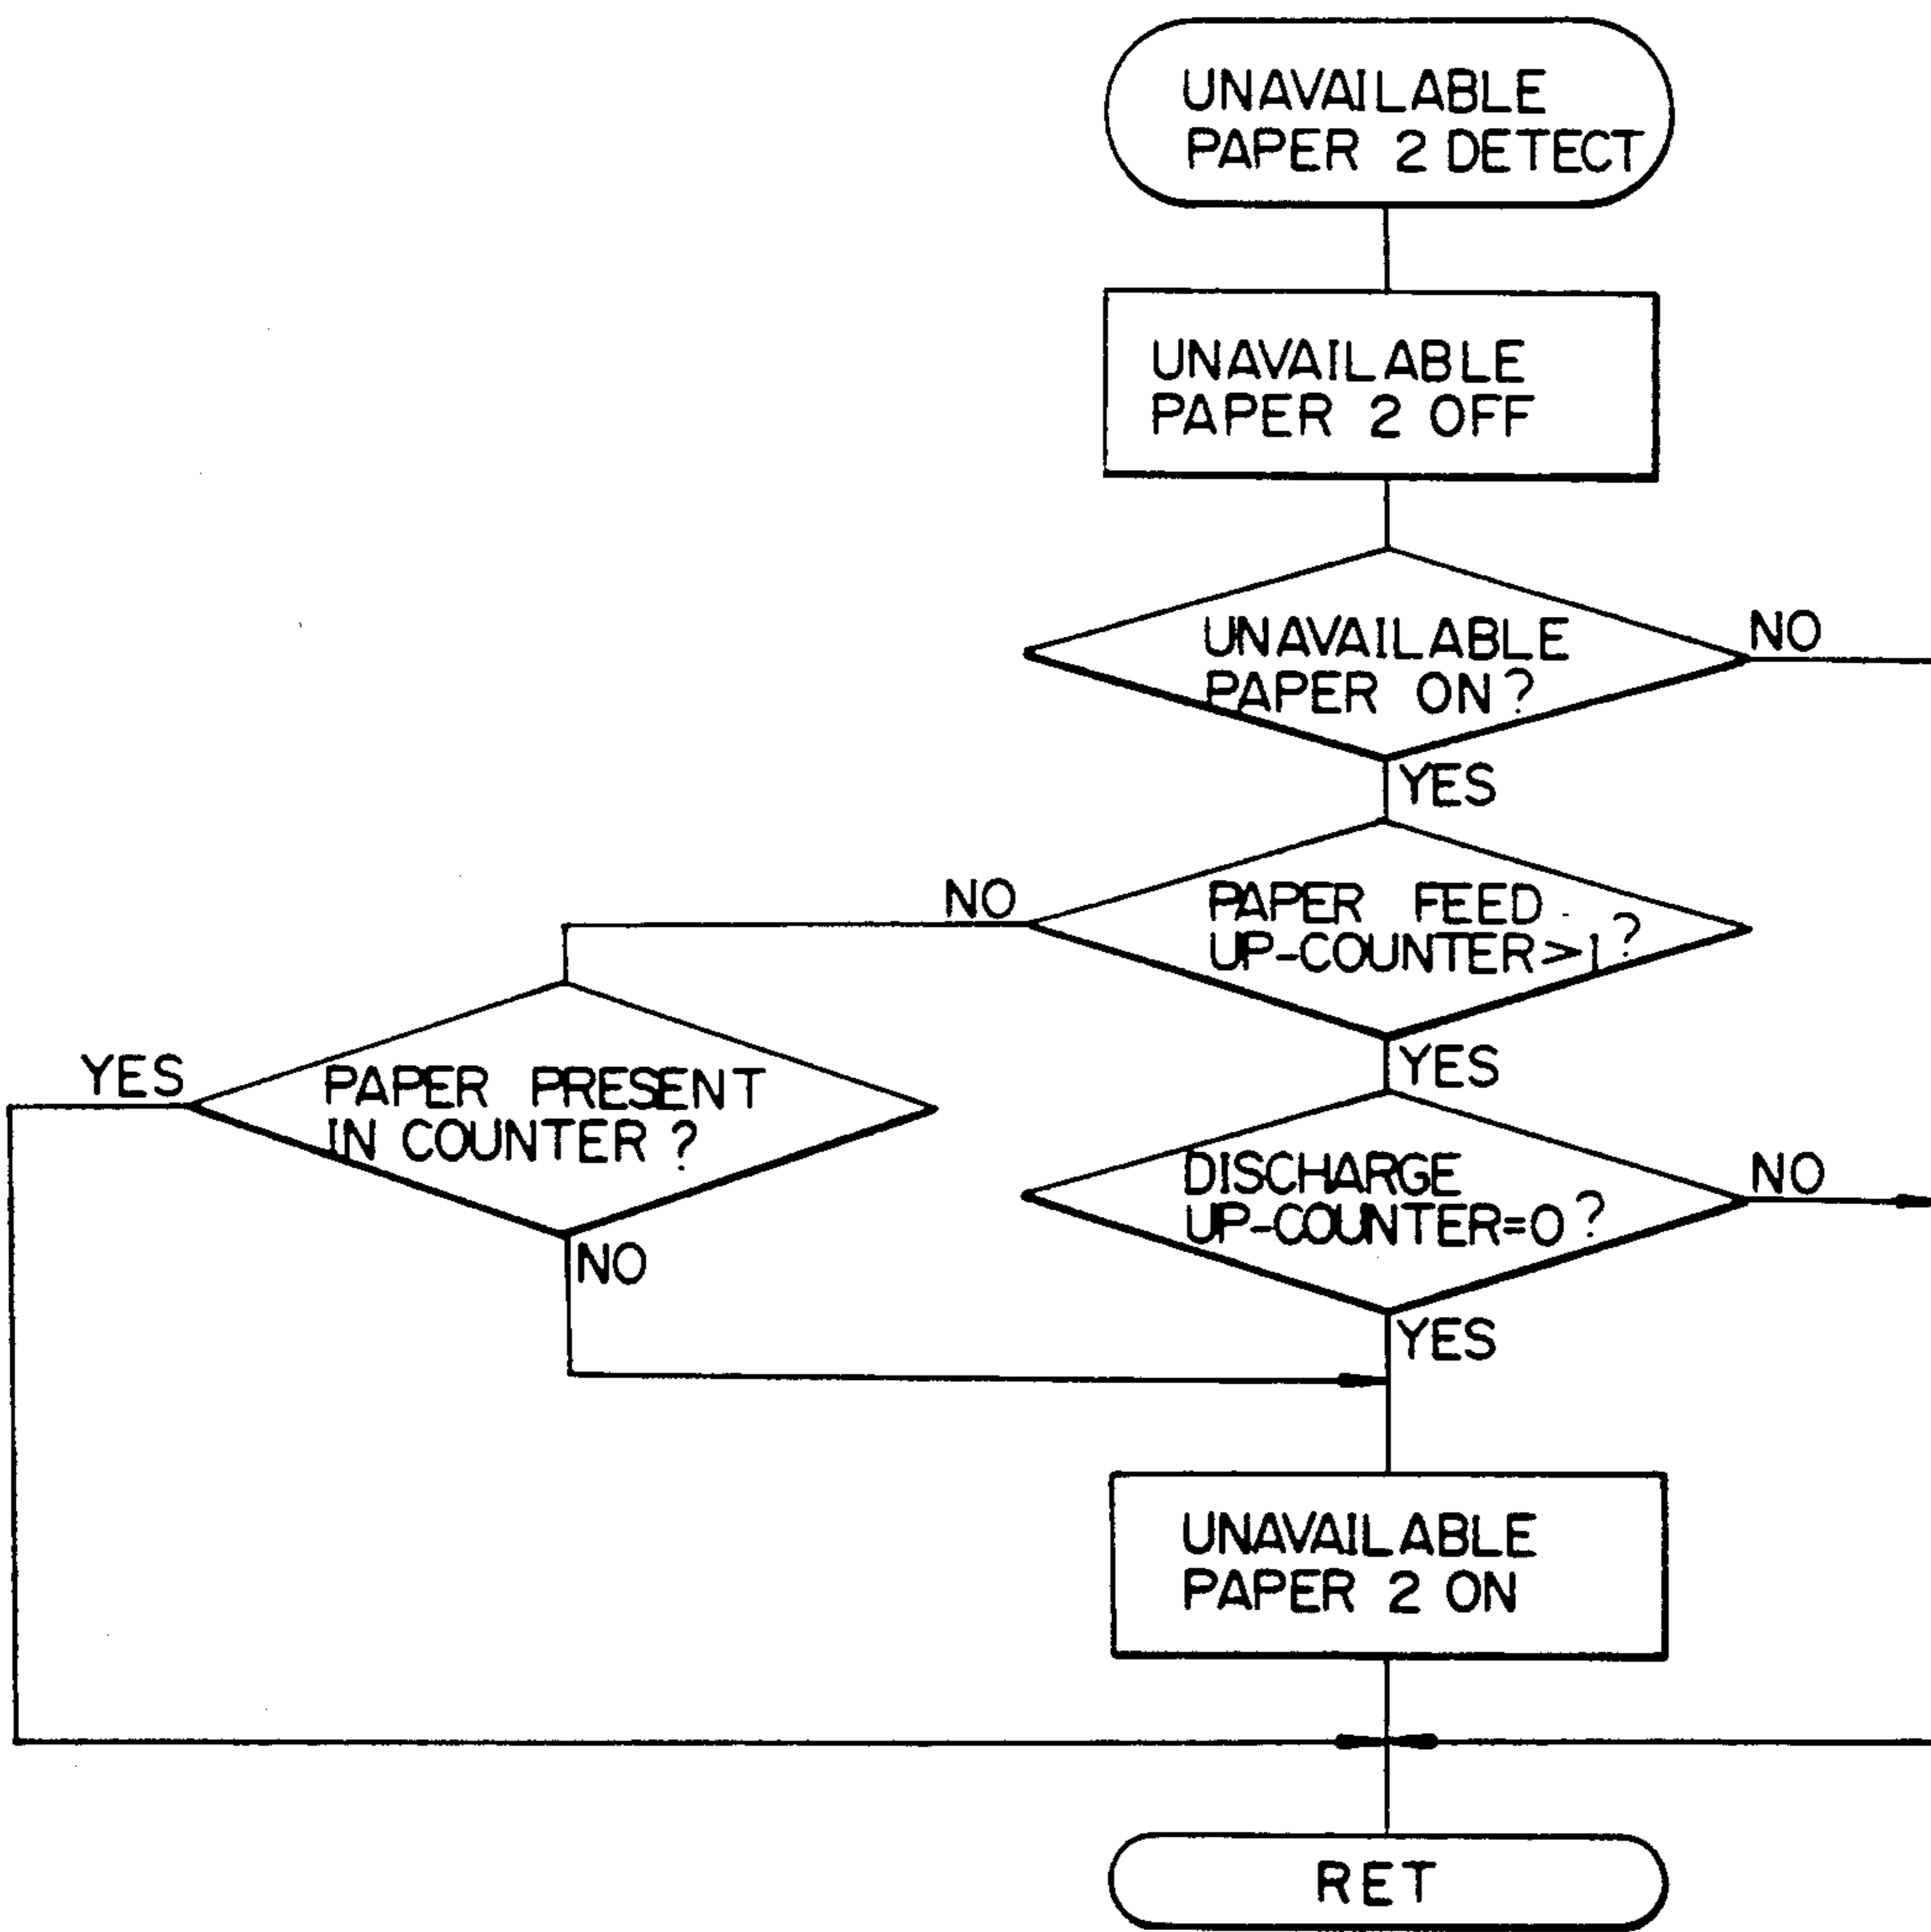 UNAVAILABLE
PAPER 2 DETECT
UNAVAILABLE
PAPER 2 OFF
UNAVAILABLE
PAPER ON?
NO
YES
PAPER FEED
UP-COUNTER>1?
NO
YES
PAPER PRESENT
IN COUNTER?
YES
NO
DISCHARGE
UP-COUNTER=0?
NO
YES
UNAVAILABLE
PAPER 2 ON
RET